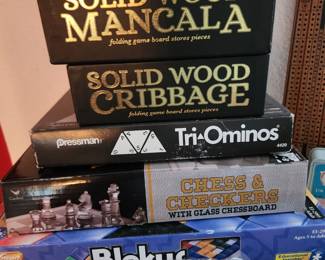 SOLID WOOD
MANCALA
folding game board stores pieces
SOLID WOOD
CRIBBAGE
folding game board stores pieces
pressman
Tri-Ominos
4420
CHESS &
CHECKERS
WITH GLASS CHESSBOARD
Blokus